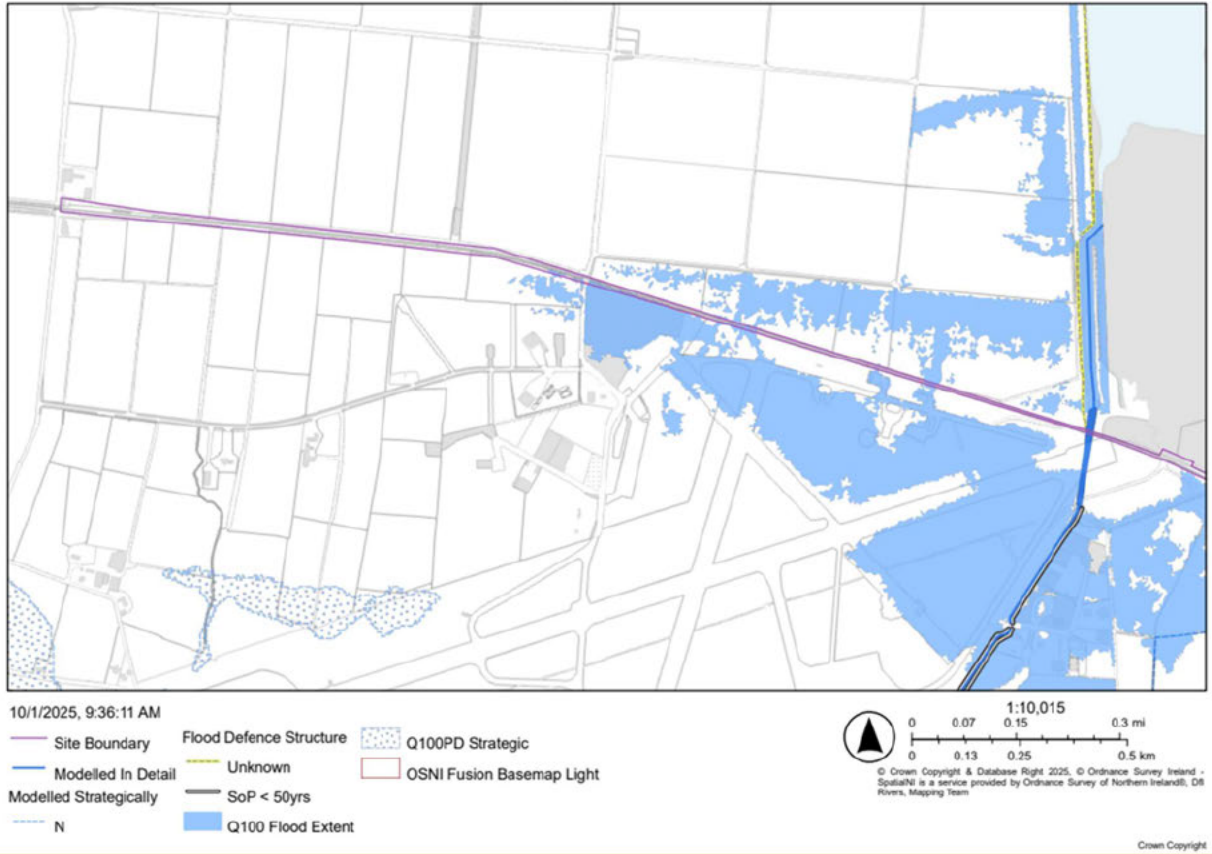 10/1/2025, 9:36:11 AM
Site Boundary
Modelled In Detail
Modelled Strategically
N
Flood Defence Structure
Unknown
SoP < 50yrs
Q100 Flood Extent
Q100PD Strategic
OSNI Fusion Basemap Light
1:10,015
0 0.07 0.15 0.3 mi
0 0.13 0.25 0.5 km
© Crown Copyright & Database Right 2025, © Ordnance Survey Ireland -
SpatialNI is a service provided by Ordnance Survey of Northern Ireland®, DfI
Rivers, Mapping Team
Crown Copyright